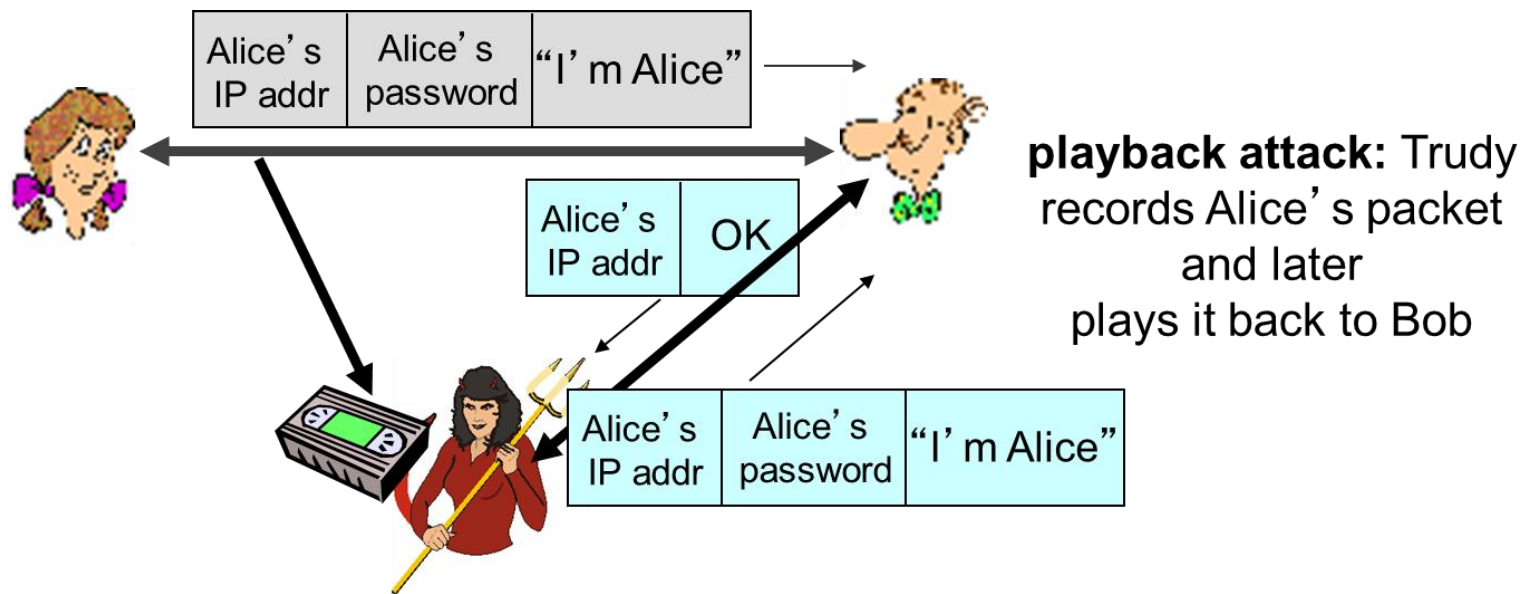 Alice’s
IP addr
Alice’s
password
“I’m Alice”
Alice’s
IP addr
OK
playback attack: Trudy
records Alice’s packet
and later
plays it back to Bob
Alice’s
IP addr
Alice’s
password
“I’m Alice”